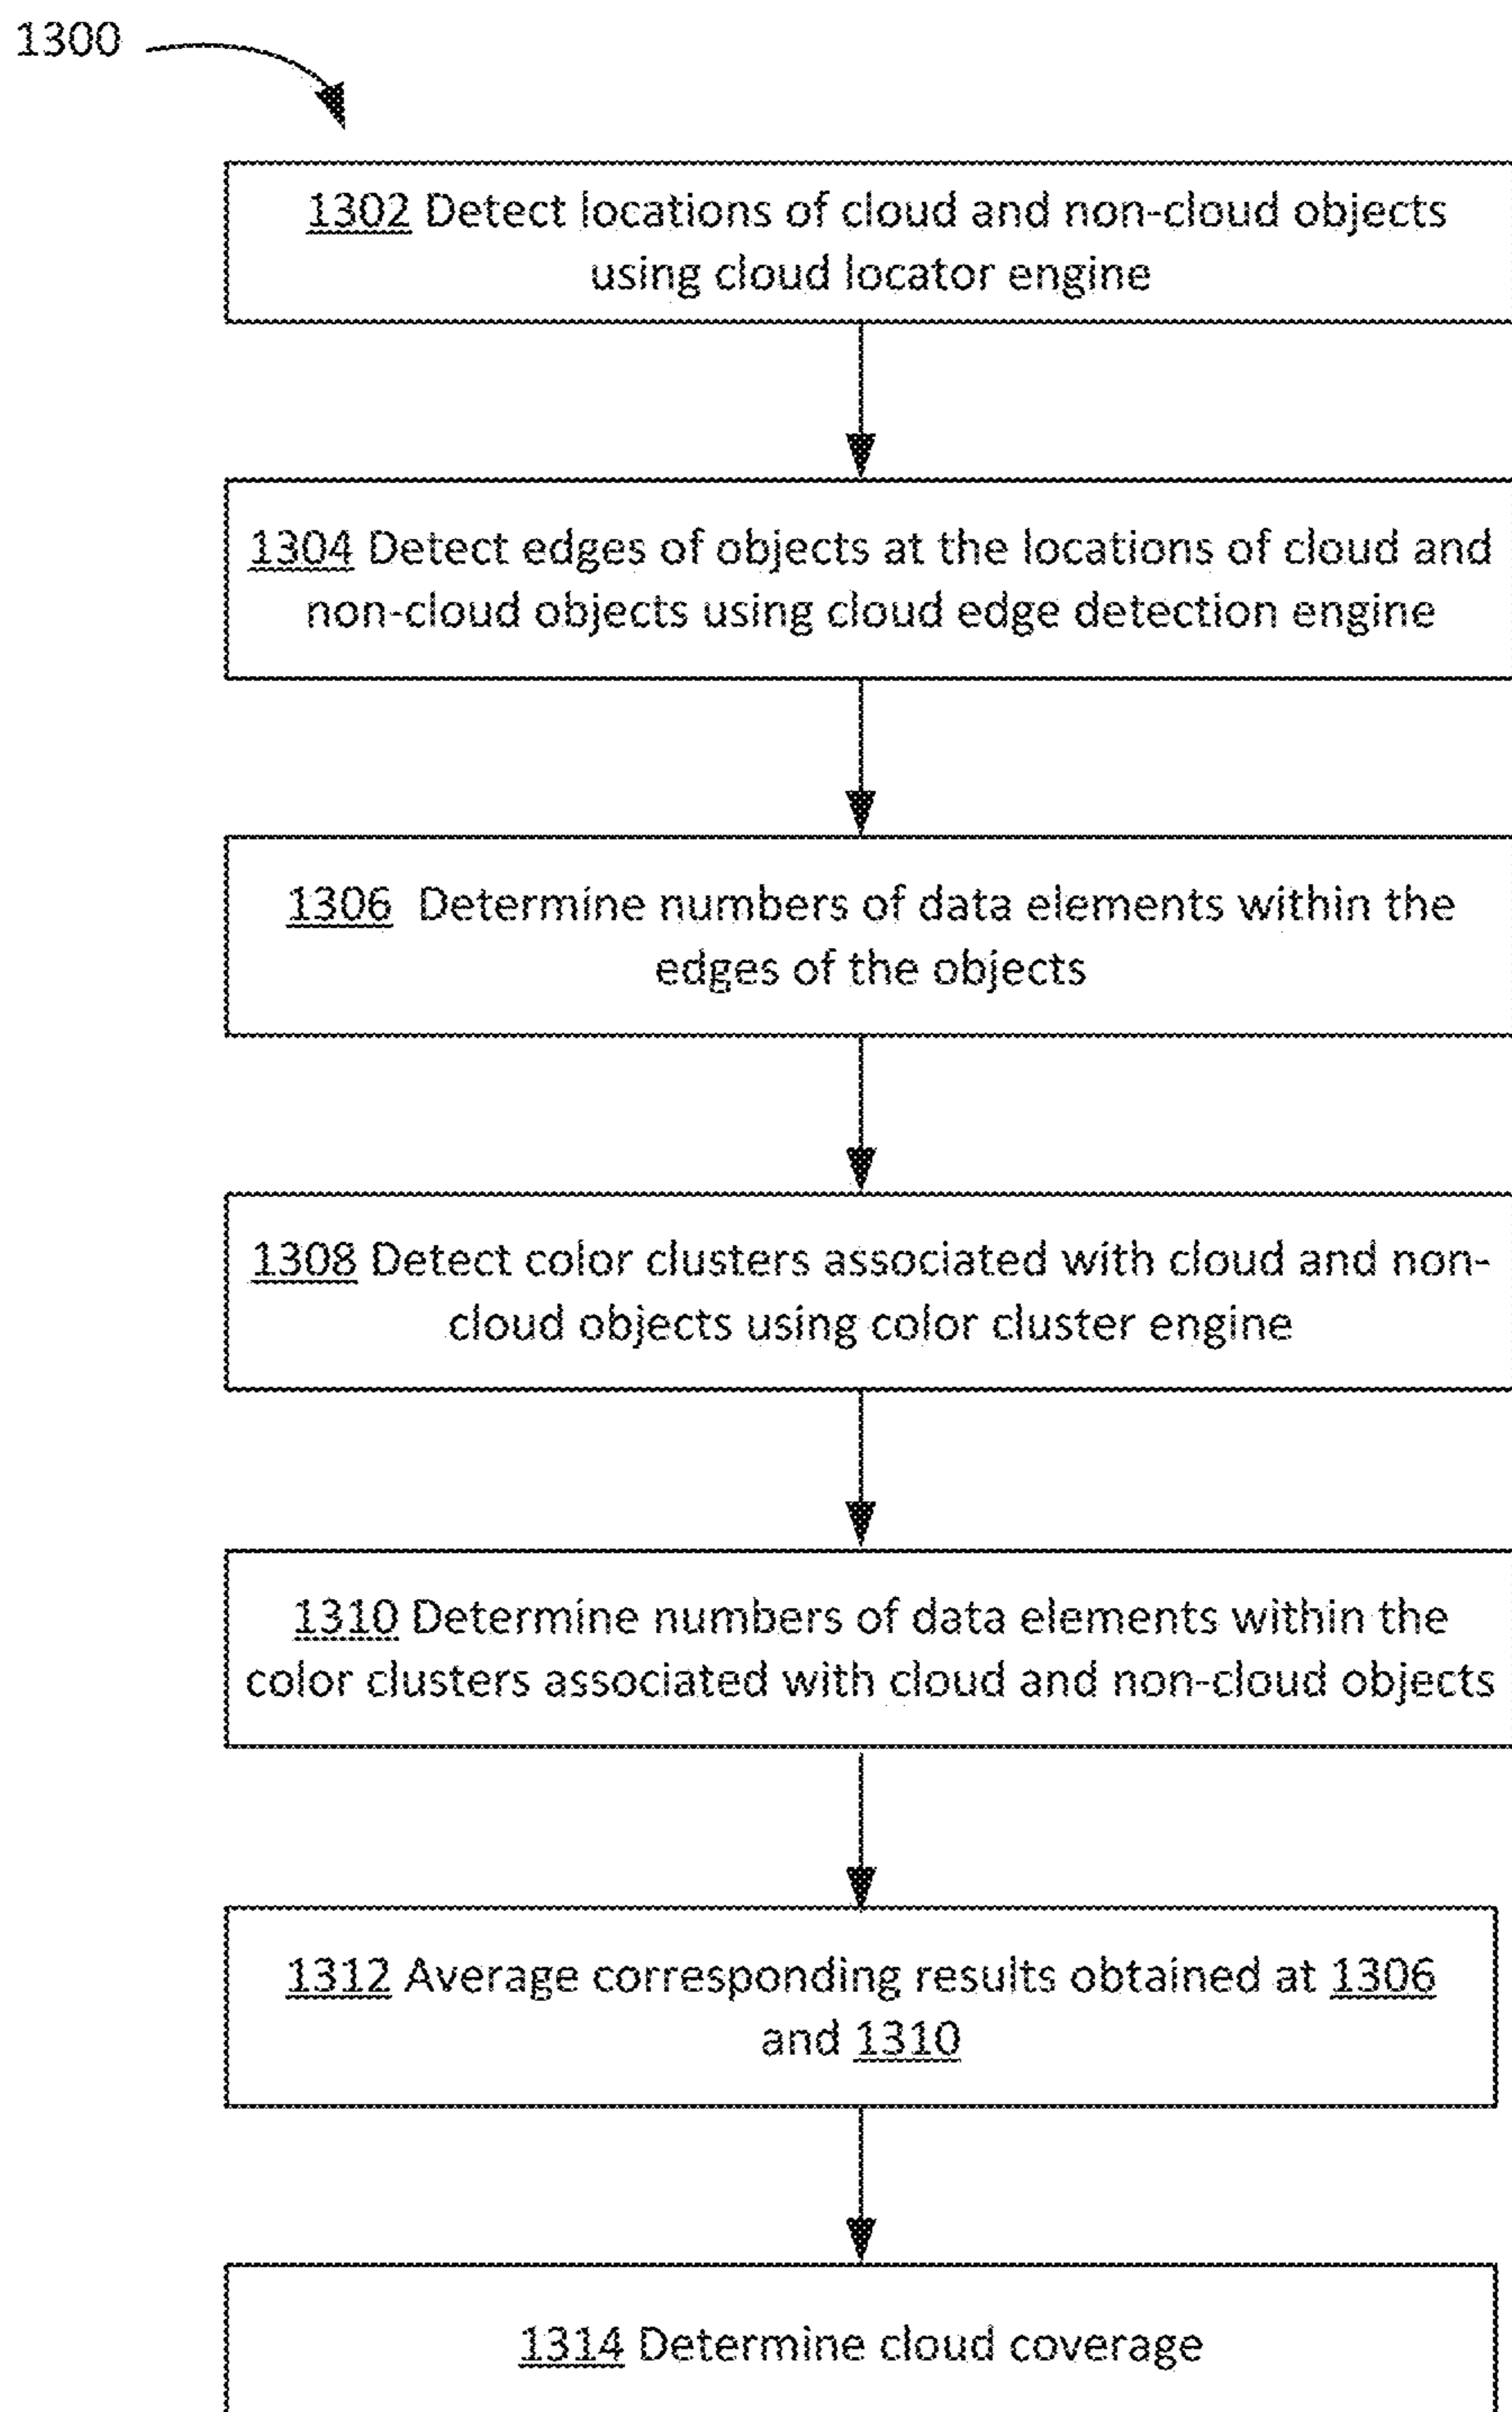 1300
1302 Detect locations of cloud and non-cloud objects
using cloud locator engine
1304 Detect edges of objects at the locations of cloud and
non-cloud objects using cloud edge detection engine
1306 Determine numbers of data elements within the
edges of the objects
1308 Detect color clusters associated with cloud and non-
cloud objects using color cluster engine
1310 Determine numbers of data elements within the
color clusters associated with cloud and non-cloud objects
1312 Average corresponding results obtained at 1306
and 1310
1314 Determine cloud coverage